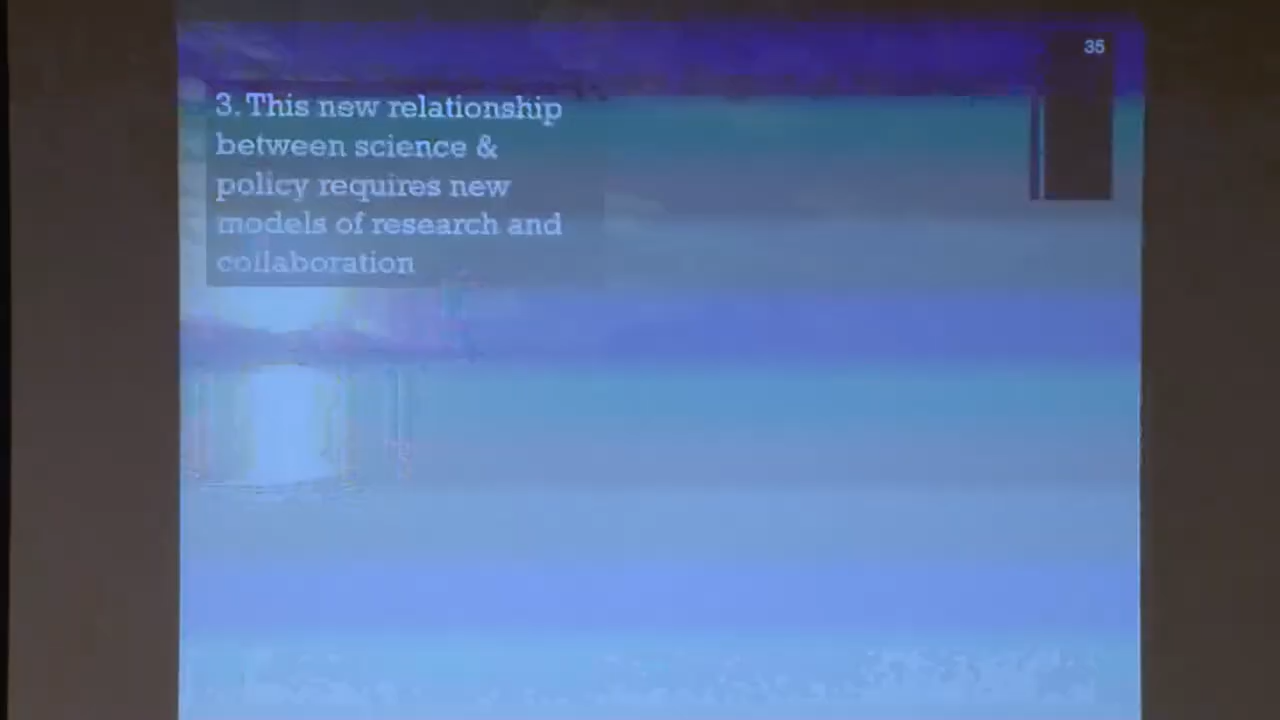 35
3. This new relationship
between science &
policy requires new
models of research and
collaboration